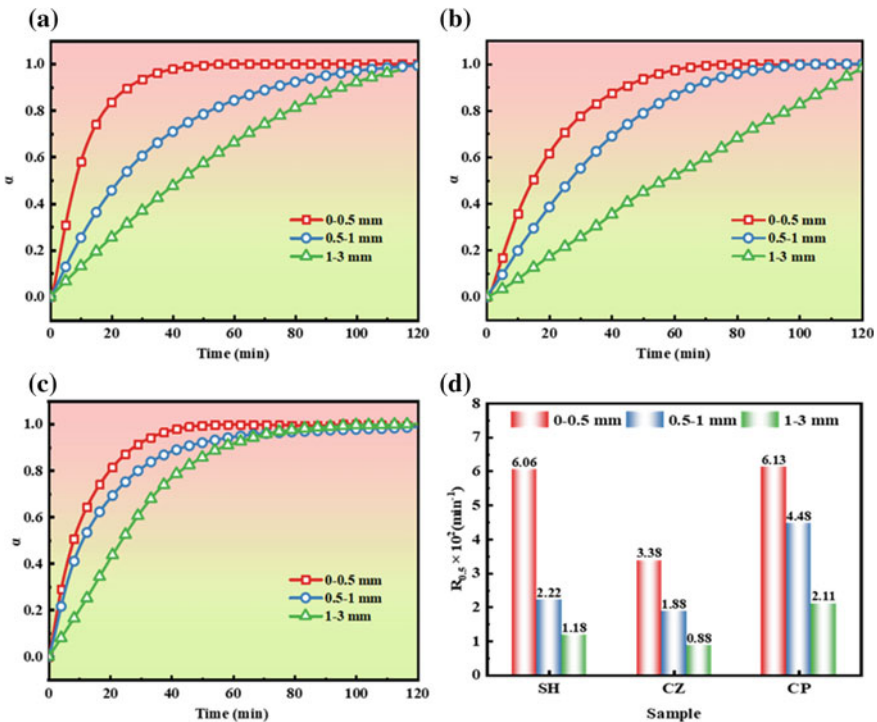 (a)
1.0
0.8
0.6
0.4
0.2
0.0
α
0-0.5 mm
0.5-1 mm
1-3 mm
0 20 40 60 80 100 120
Time (min)
(b)
1.0
0.8
0.6
0.4
0.2
0.0
α
0-0.5 mm
0.5-1 mm
1-3 mm
0 20 40 60 80 100 120
Time (min)
(c)
1.0
0.8
0.6
0.4
0.2
0.0
α
0-0.5 mm
0.5-1 mm
1-3 mm
0 20 40 60 80 100 120
Time (min)
(d)
8
7
6
5
4
3
2
1
0
R₀.₅ × 10² (min⁻¹)
0-0.5 mm 0.5-1 mm 1-3 mm
6.06 2.22 1.18
3.38 1.88 0.88
6.13 4.48 2.11
SH CZ CP
Sample